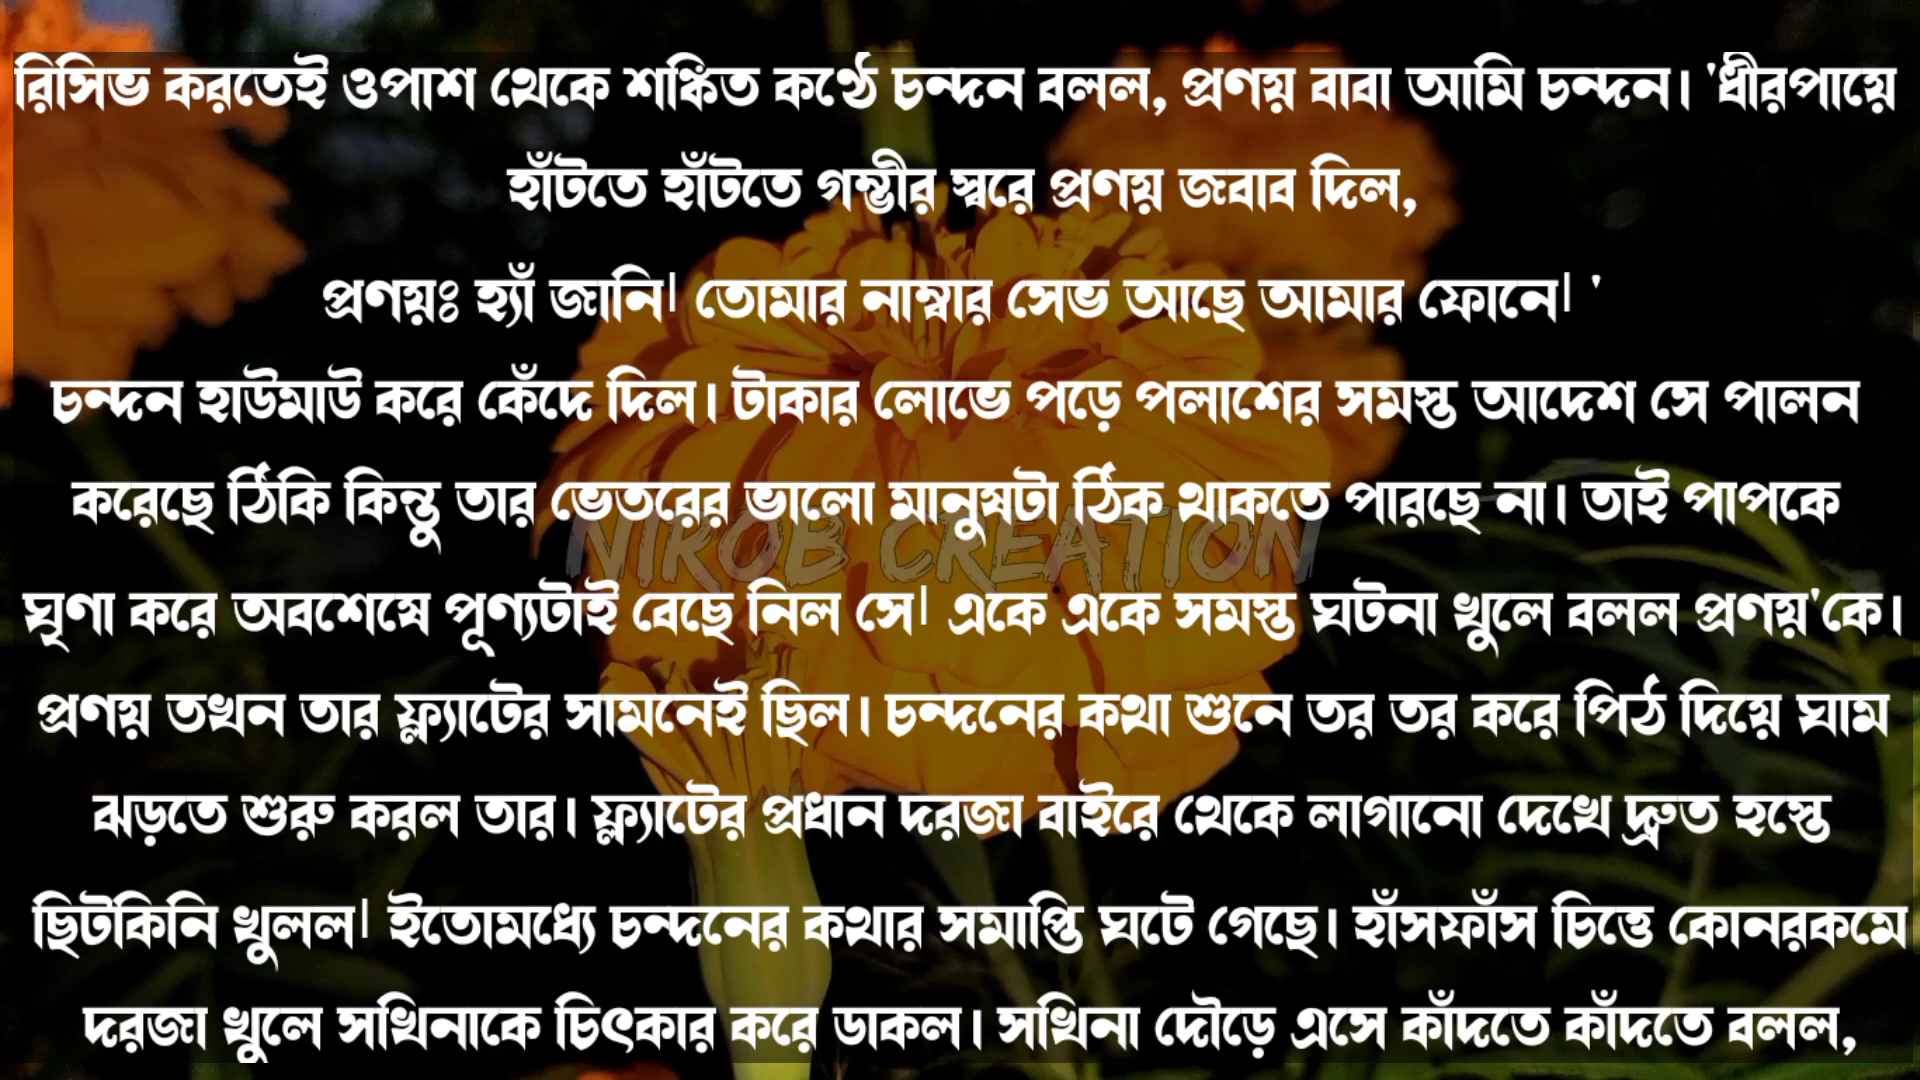 রিসিভ করতেই ওপাশ থেকে শঙ্কিত কণ্ঠে চন্দন বলল, প্রণয় বাবা আমি চন্দন। 'ধীরপায়ে
হাঁটতে হাঁটতে গম্ভীর স্বরে প্রণয় জবাব দিল,
প্রণয়ঃ হ্যাঁ জানি। তোমার নাম্বার সেভ আছে আমার ফোনে। '
চন্দন হাউমাউ করে কেঁদে দিল। টাকার লোভে পড়ে পলাশের সমস্ত আদেশ সে পালন
করেছে ঠিকি কিন্তু তার ভেতরের ভালো মানুষটা ঠিক থাকতে পারছে না। তাই পাপকে
NIROB CREATION
ঘৃণা করে অবশেষে পূণ্যটাই বেছে নিল সে। একে একে সমস্ত ঘটনা খুলে বলল প্রণয়'কে।
প্রণয় তখন তার ফ্ল্যাটের সামনেই ছিল। চন্দনের কথা শুনে তর তর করে পিঠ দিয়ে ঘাম
ঝড়তে শুরু করল তার। ফ্ল্যাটের প্রধান দরজা বাইরে থেকে লাগানো দেখে দ্রুত হস্তে
ছিটকিনি খুলল। ইতোমধ্যে চন্দনের কথার সমাপ্তি ঘটে গেছে। হাঁসফাঁস চিত্তে কোনরকমে
দরজা খুলে সখিনাকে চিৎকার করে ডাকল। সখিনা দৌড়ে এসে কাঁদতে কাঁদতে বলল,